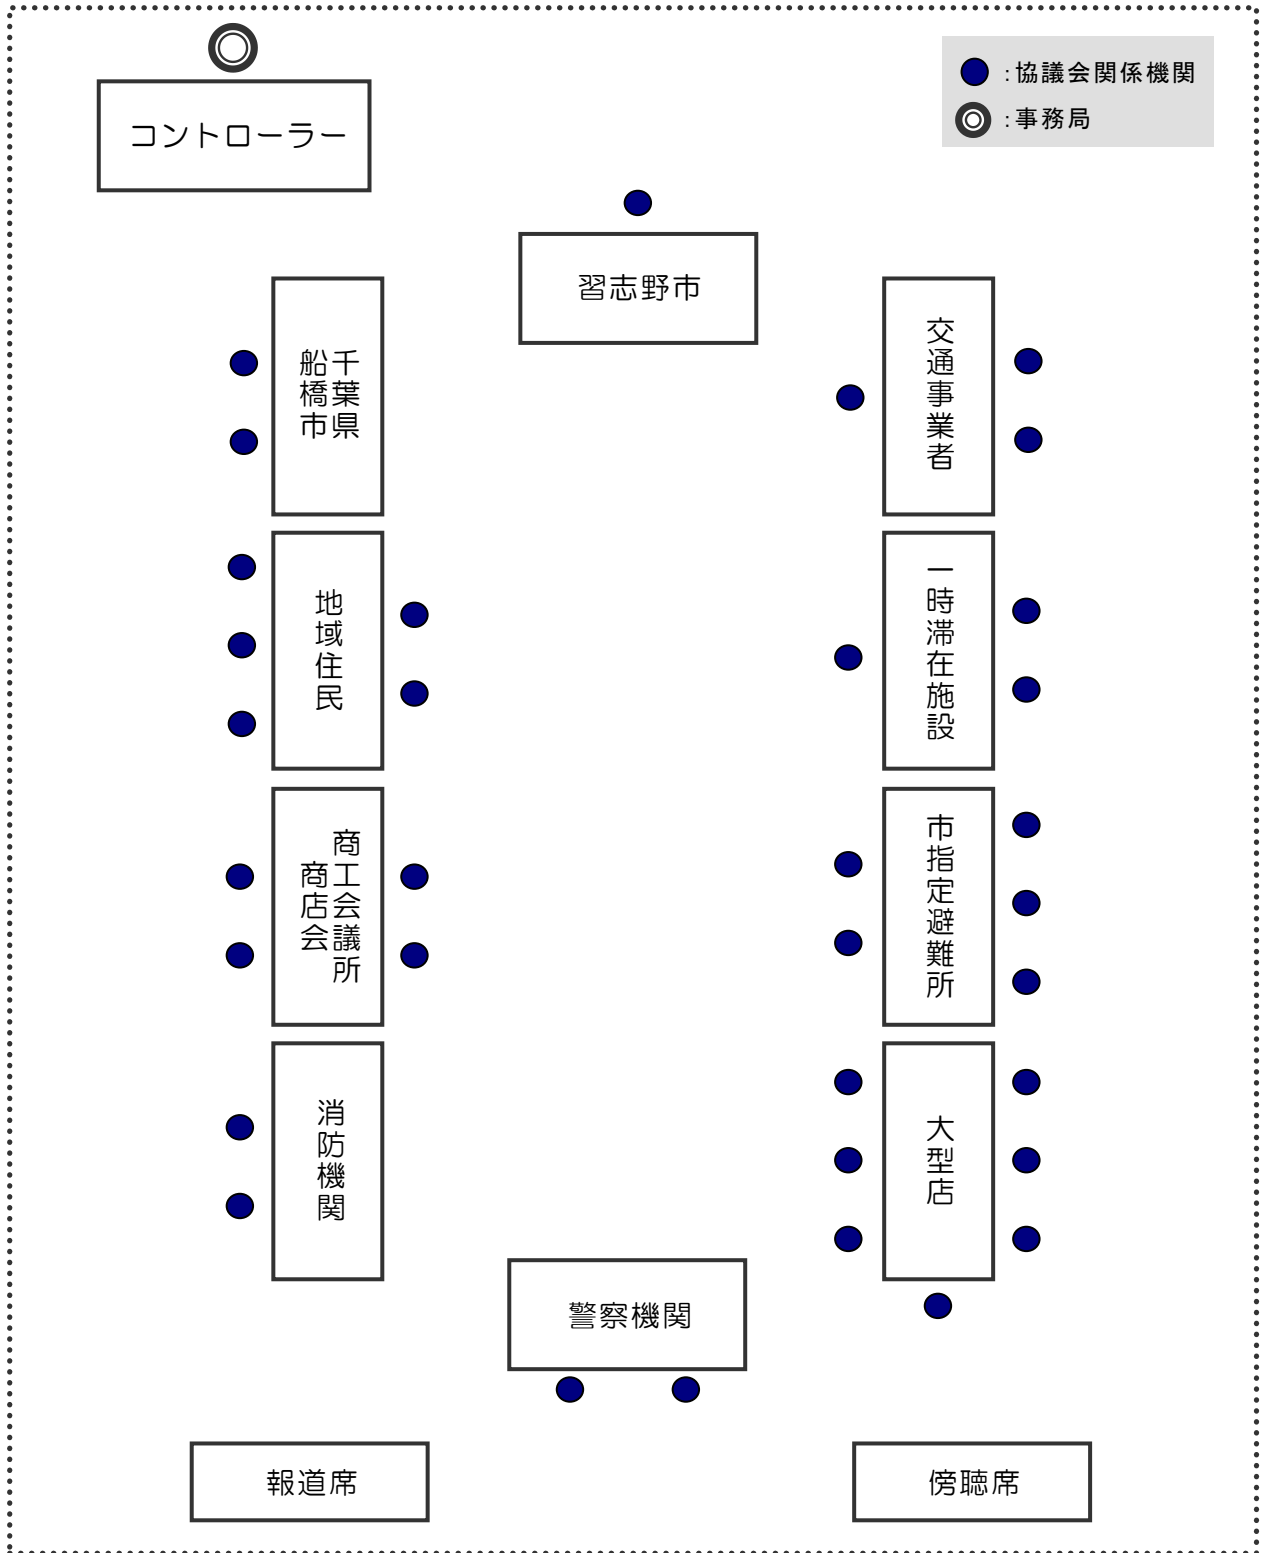 コントローラー
:協議会関係機関
:事務局
習志野市
千葉県
船橋市
交通事業者
地域住民
一時滞在施設
商工会議所
商店会
市指定避難所
消防機関
大型店
警察機関
報道席
傍聴席